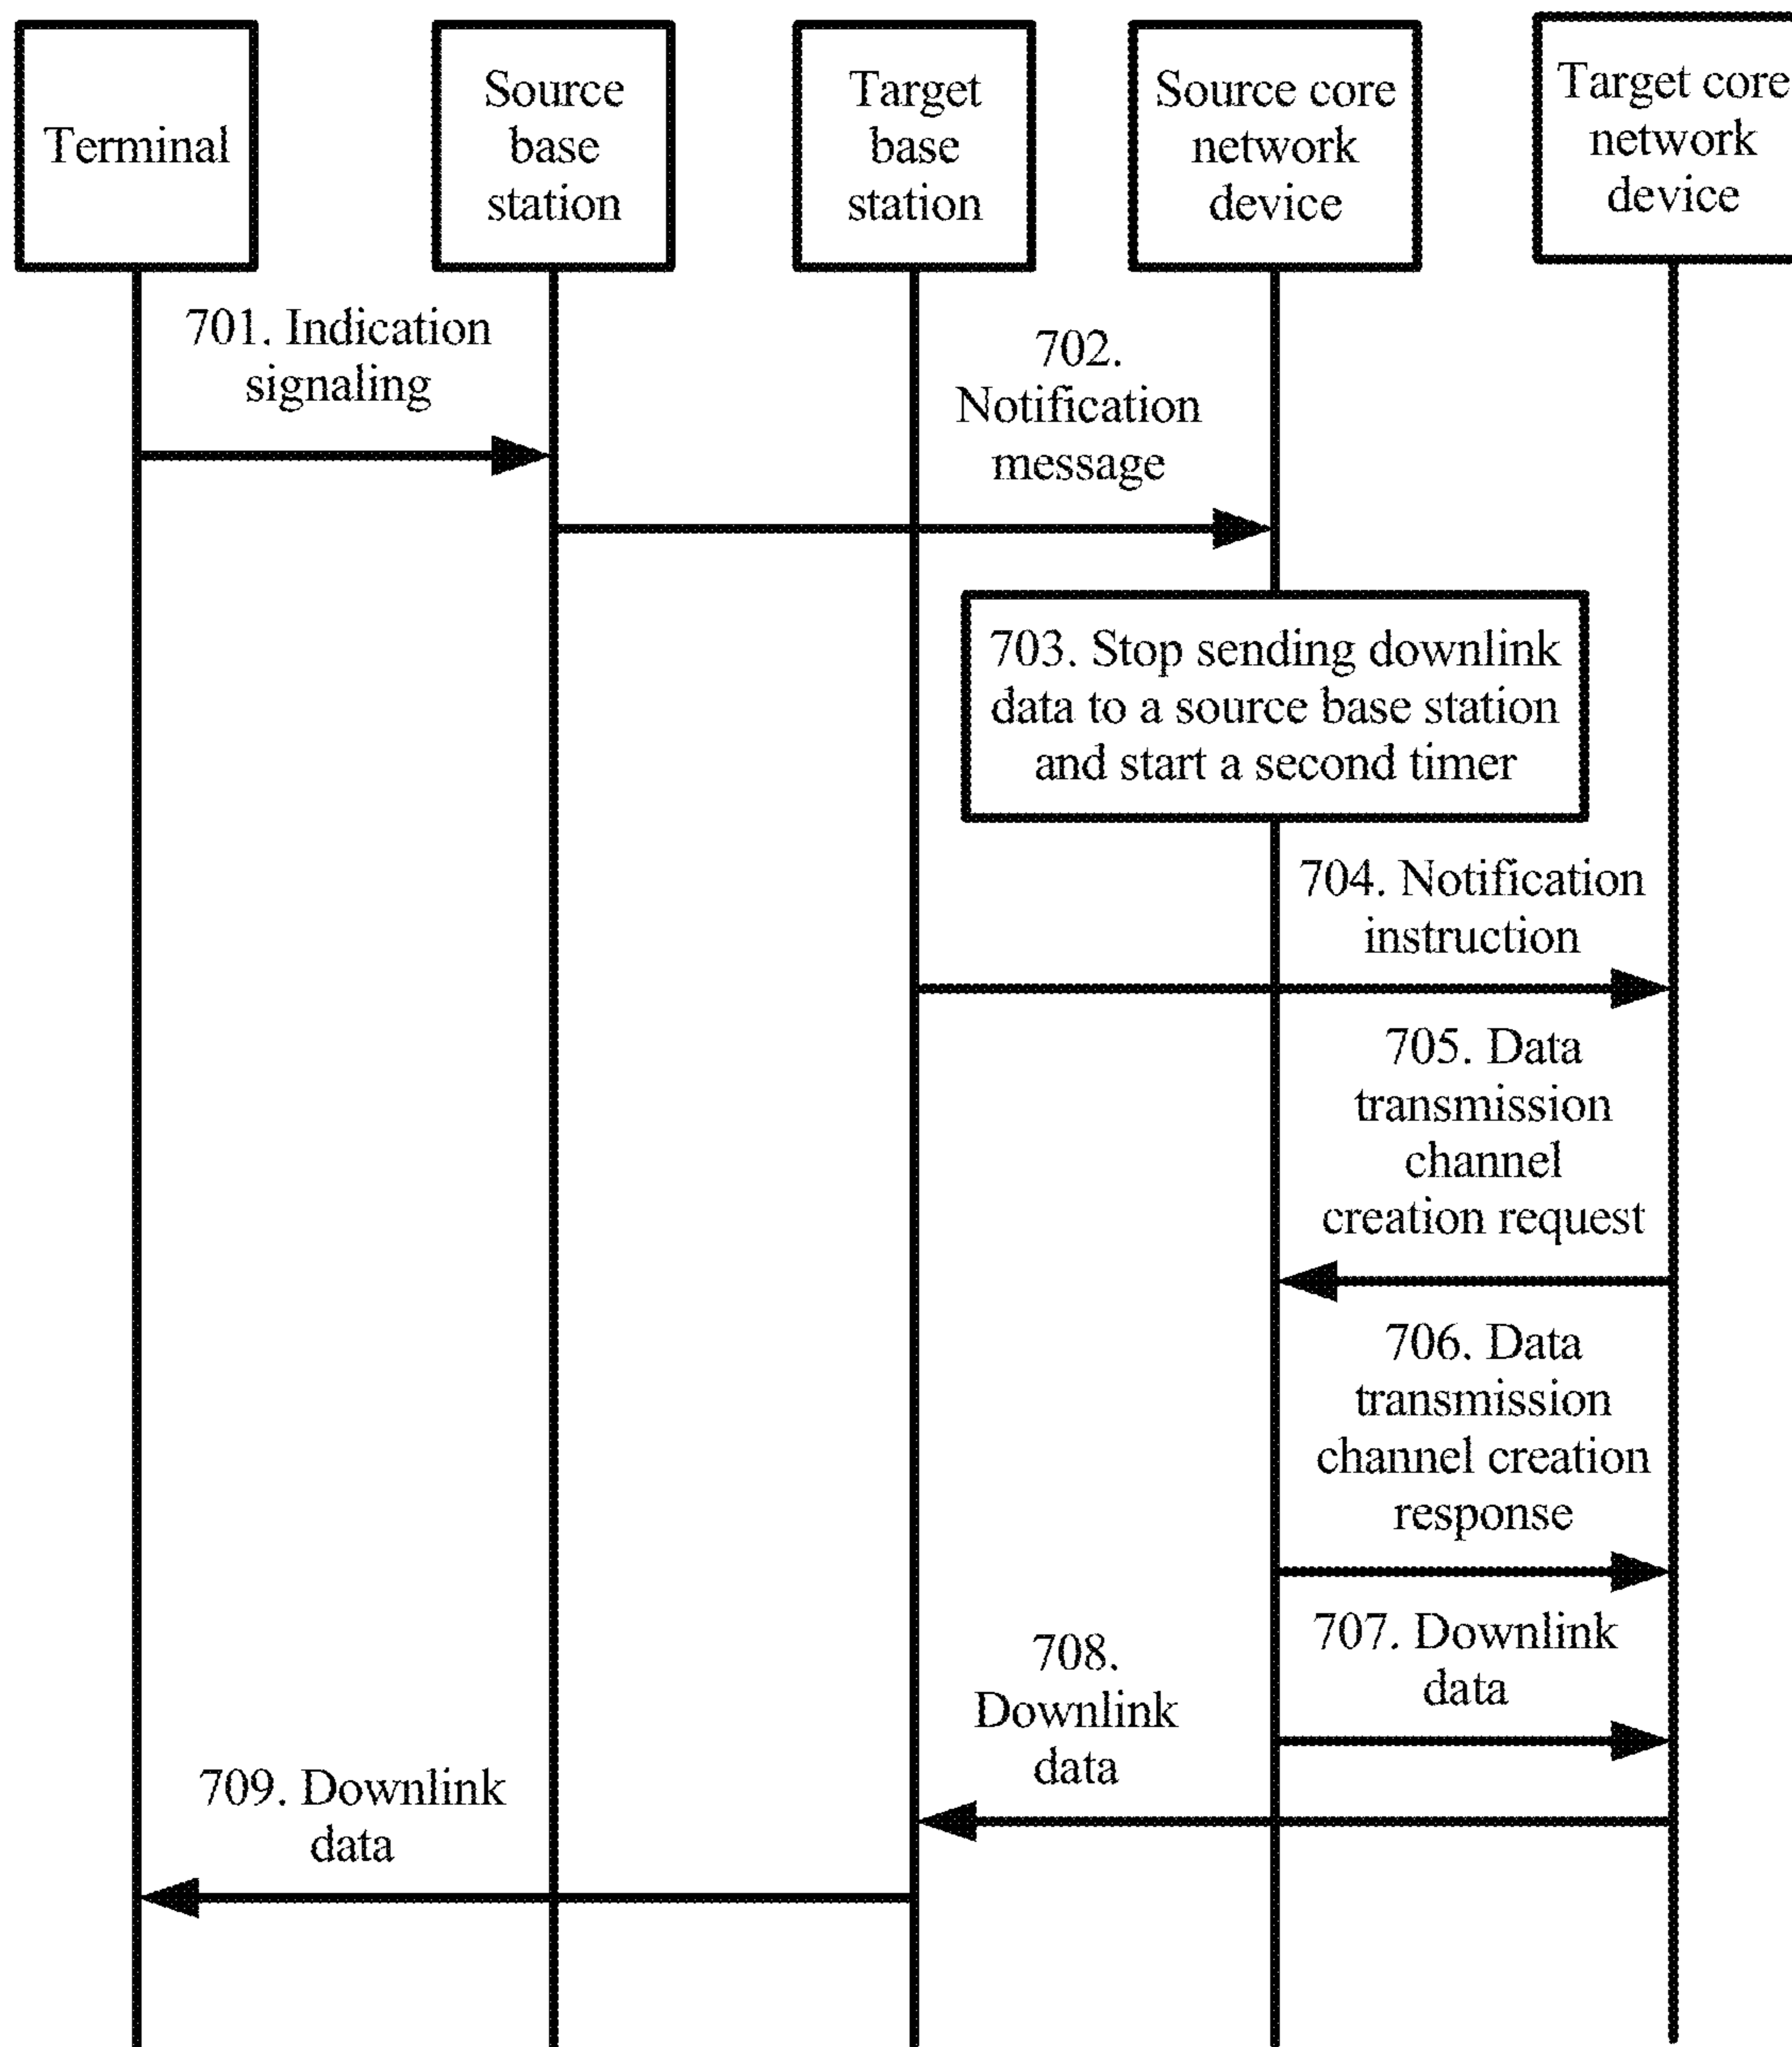 Terminal
Source
base
station
Target
base
station
Source core
network
device
Target core
network
device
701. Indication
signaling
702.
Notification
message
703. Stop sending downlink
data to a source base station
and start a second timer
704. Notification
instruction
705. Data
transmission
channel
creation request
706. Data
transmission
channel creation
response
707. Downlink
data
708.
Downlink
data
709. Downlink
data